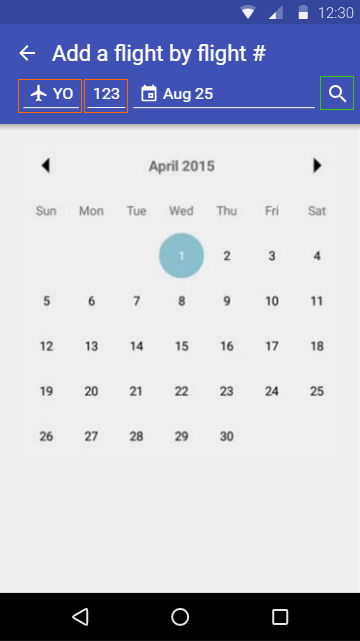 12:30
Add a flight by flight #
YO 123 Aug 25
April 2015
Sun Mon Tue Wed Thu Fri Sat
1 2 3 4
5 6 7 8 9 10 11
12 13 14 15 16 17 18
19 20 21 22 23 24 25
26 27 28 29 30